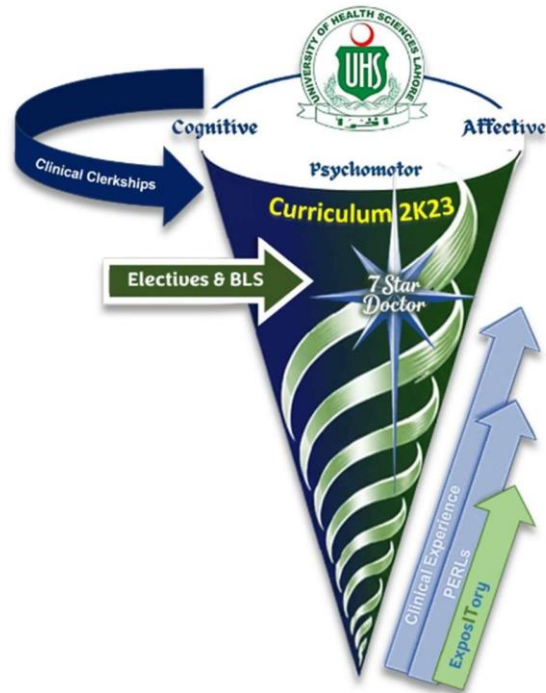 UNIVERSITY OF HEALTH SCIENCES LAHORE
UHS
Cognitive
Affective
Psychomotor
Clinical Clerkships
Curriculum 2K23
Electives & BLS
7 Star
Doctor
Clinical Experience
PERLs
ExposITory